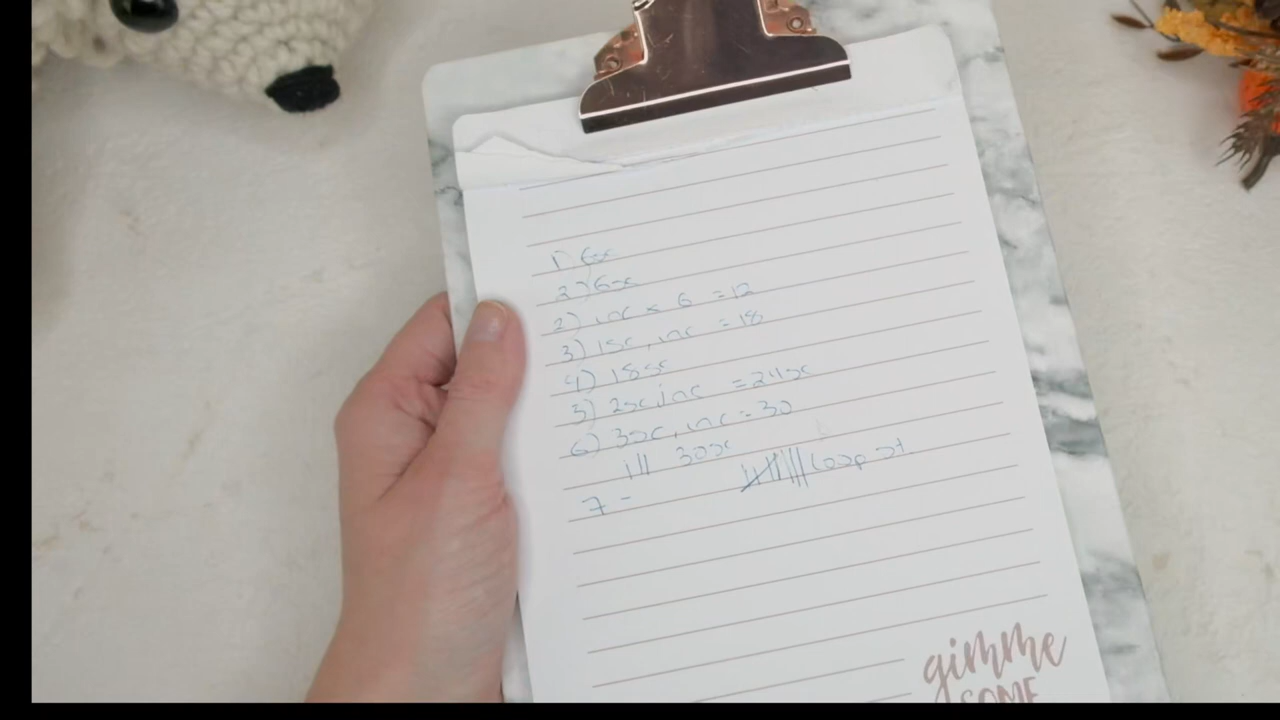 1) 6sc
2) 6sc
2) inc x 6 = 12
3) 1sc, inc = 18
4) 18sc
5) 2sc, inc = 24sc
6) 3sc, inc = 30
||| 30sc
7 - loop st.
gimme
SOME